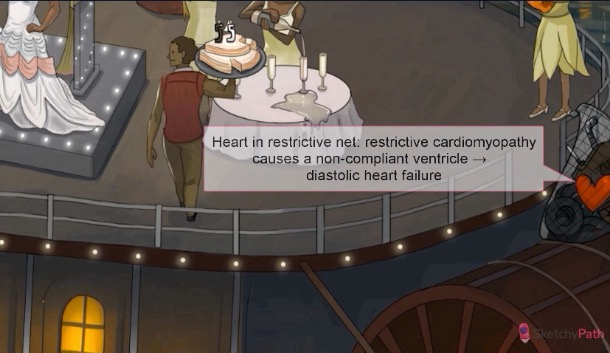 55
Heart in restrictive net: restrictive cardiomyopathy
causes a non-compliant ventricle →
diastolic heart failure
SketchyPath